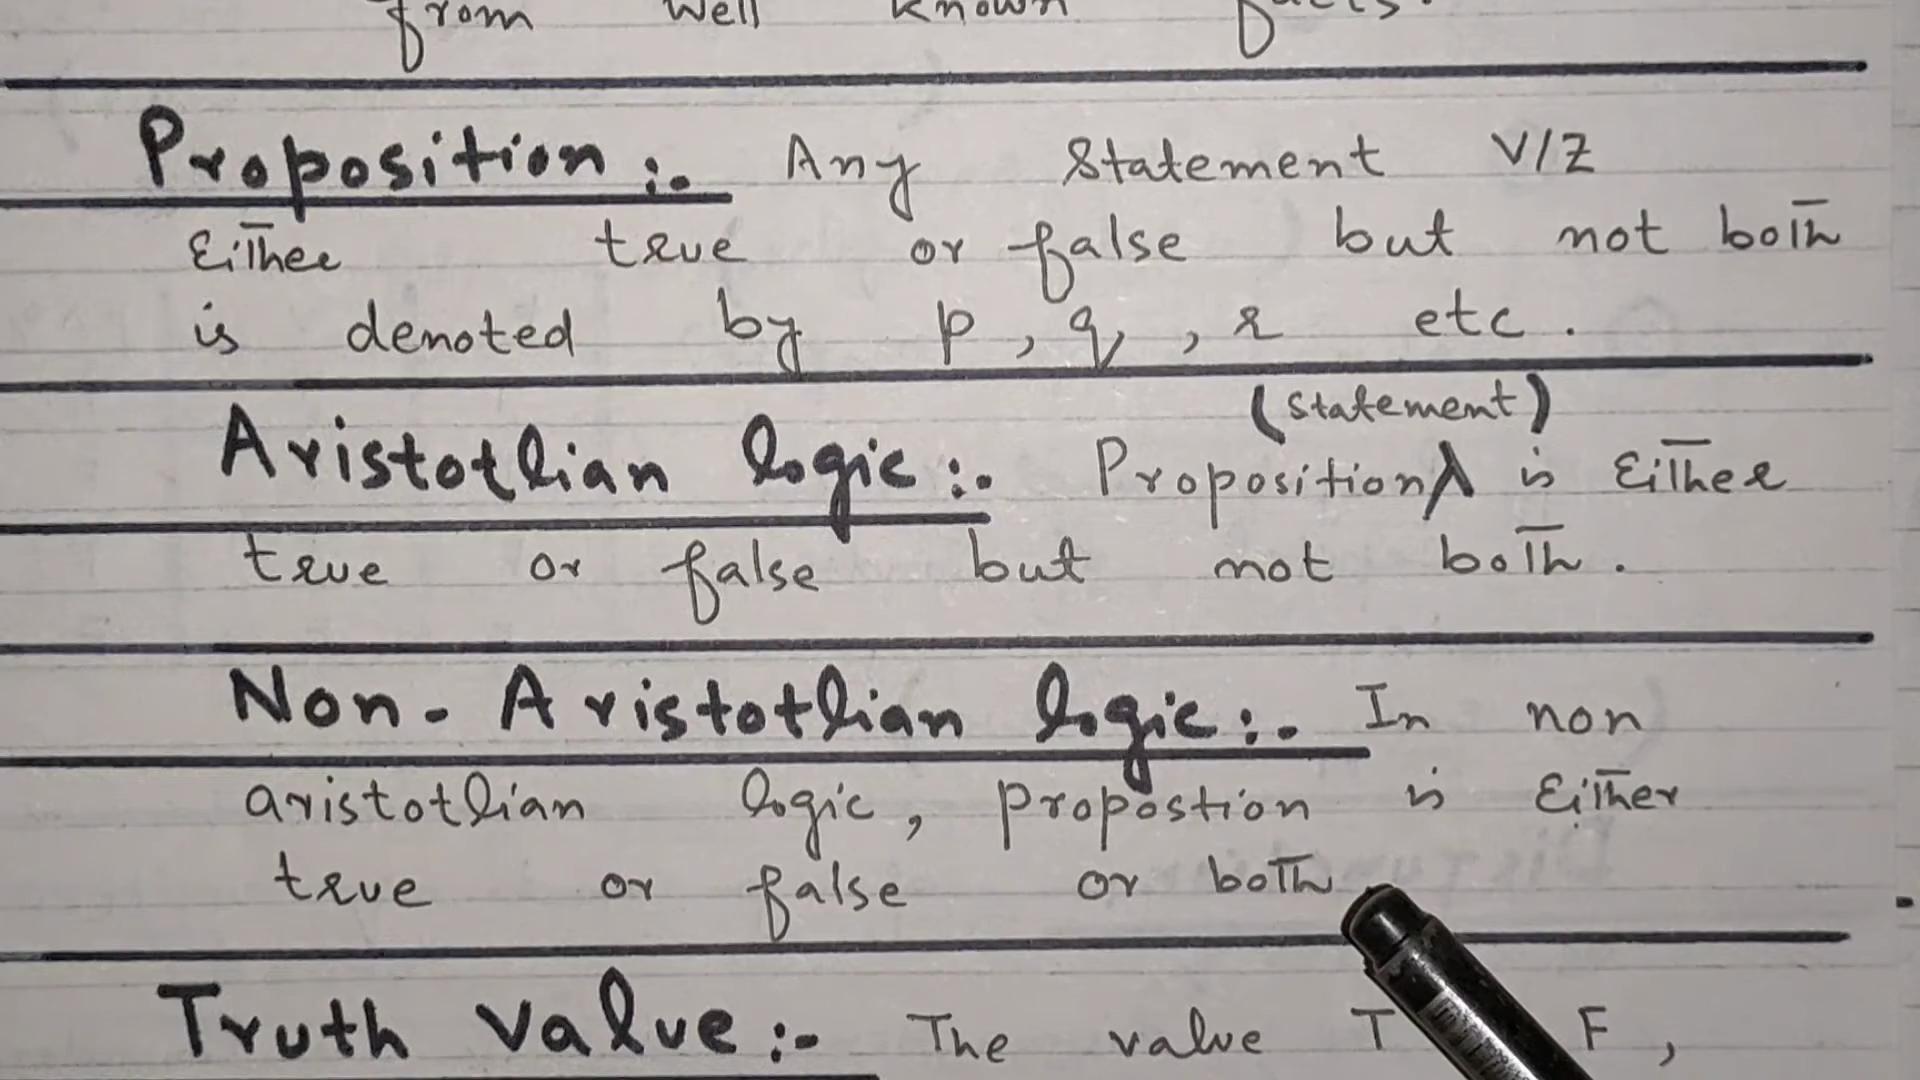 from well known facts.
Proposition :- Any Statement V/Z
Either true or false but not both
is denoted by p, q, r etc.
(Statement)
Aristotlian logic :- Proposition λ is Either
true or false but not both.
Non-Aristotlian logic :- In non
aristotlian logic, propostion is Either
true or false or both
Truth value :- The value T F,